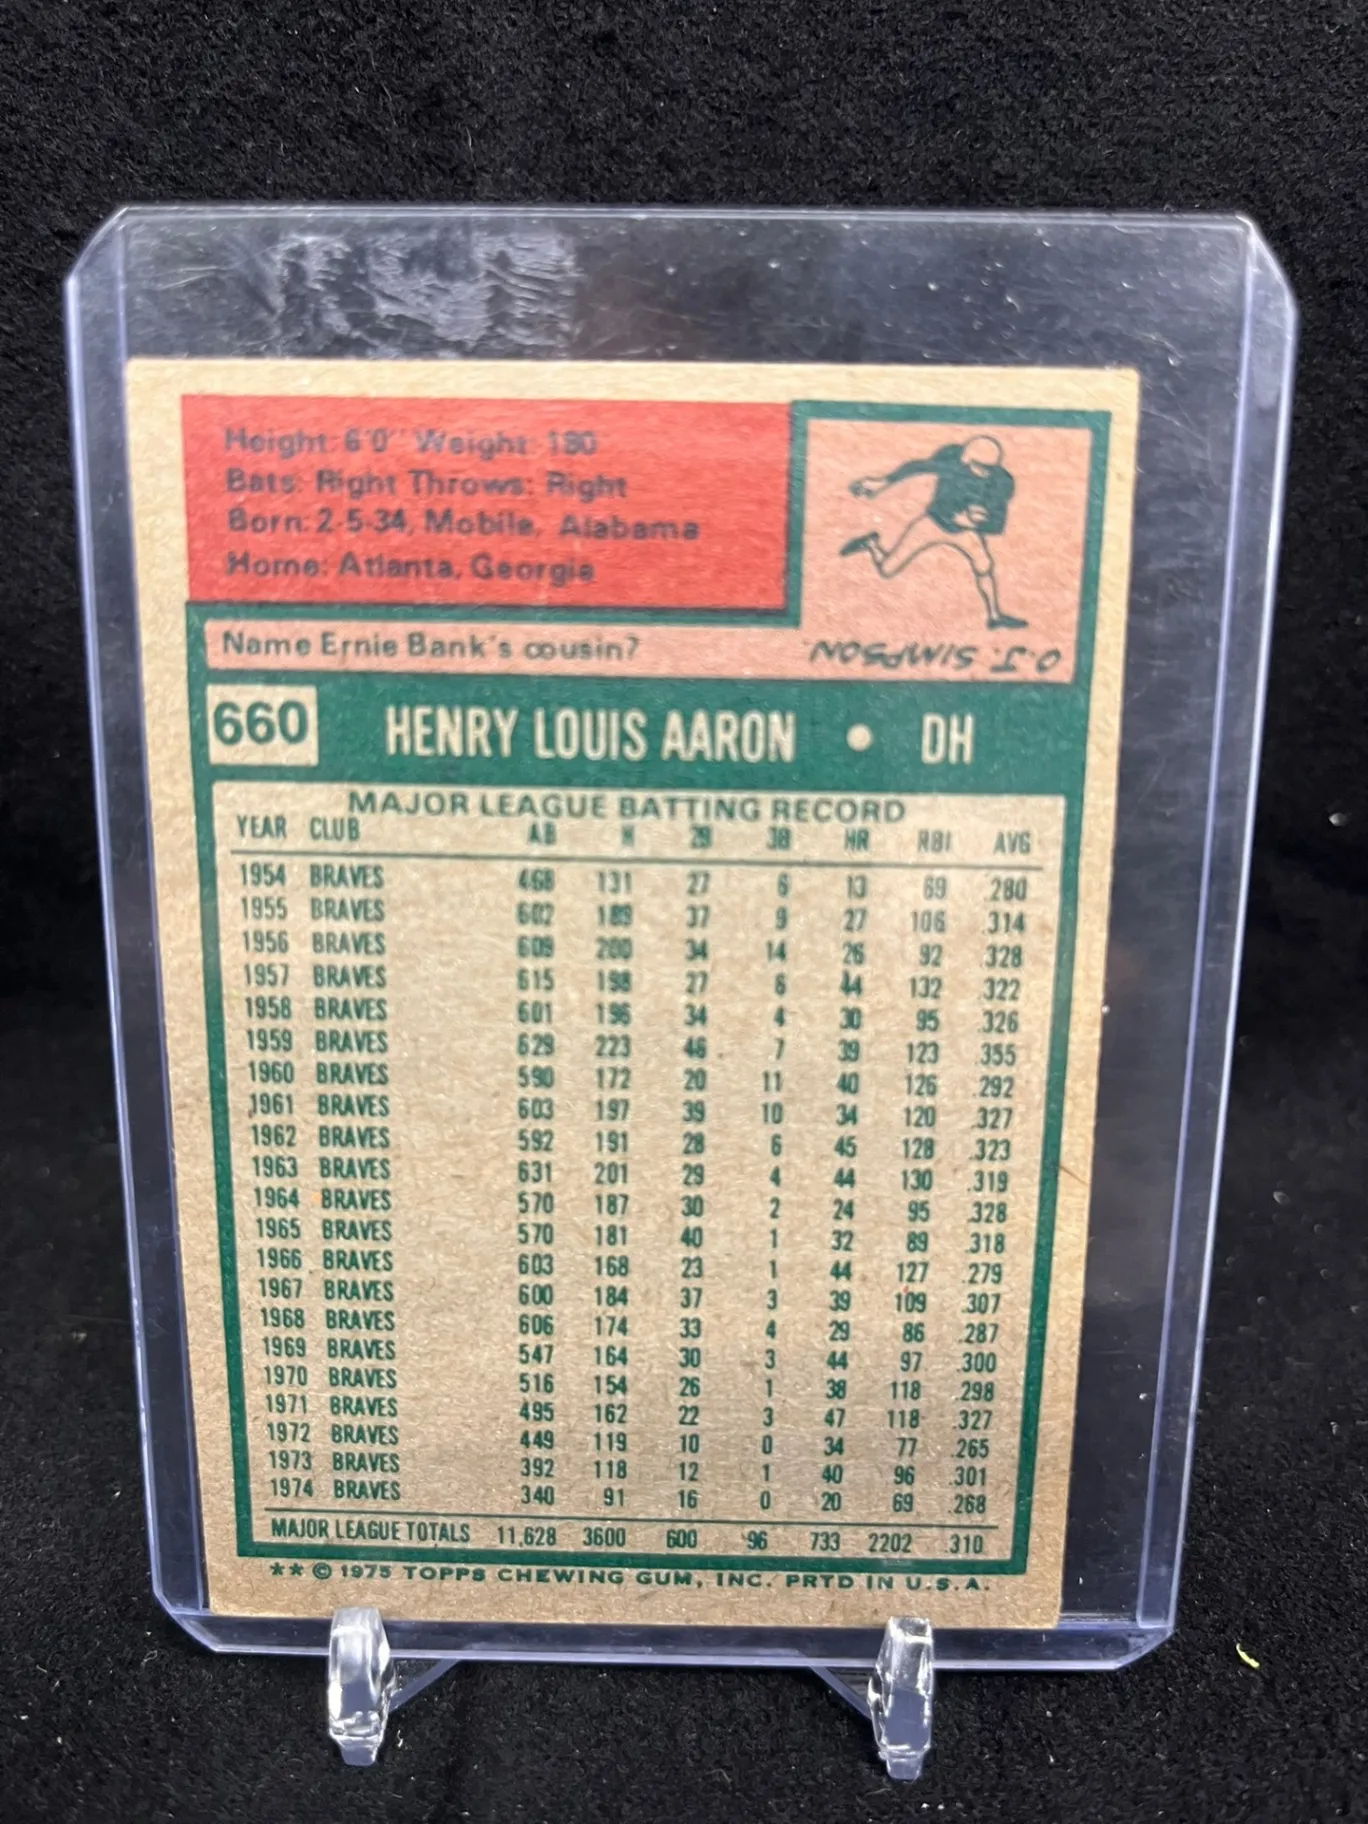 Height: 6'0" Weight: 180
Bats: Right Throws: Right
Born: 2-5-34, Mobile, Alabama
Home: Atlanta, Georgia
Name Ernie Bank's cousin?
O.J. SIMPSON.
660 HENRY LOUIS AARON • DH
MAJOR LEAGUE BATTING RECORD
YEAR CLUB AB H 2B 3B HR RBI AVG
1954 BRAVES 468 131 27 6 13 69 .280
1955 BRAVES 602 189 37 9 27 106 .314
1956 BRAVES 609 200 34 14 26 92 .328
1957 BRAVES 615 198 27 6 44 132 .322
1958 BRAVES 601 196 34 4 30 95 .326
1959 BRAVES 629 223 46 7 39 123 .355
1960 BRAVES 590 172 20 11 40 126 .292
1961 BRAVES 603 197 39 10 34 120 .327
1962 BRAVES 592 191 28 6 45 128 .323
1963 BRAVES 631 201 29 4 44 130 .319
1964 BRAVES 570 187 30 2 24 95 .328
1965 BRAVES 570 181 40 1 32 89 .318
1966 BRAVES 603 168 23 1 44 127 .279
1967 BRAVES 600 184 37 3 39 109 .307
1968 BRAVES 606 174 33 4 29 86 .287
1969 BRAVES 547 164 30 3 44 97 .300
1970 BRAVES 516 154 26 1 38 118 .298
1971 BRAVES 495 162 22 3 47 118 .327
1972 BRAVES 449 119 10 0 34 77 .265
1973 BRAVES 392 118 12 1 40 96 .301
1974 BRAVES 340 91 16 0 20 69 .268
MAJOR LEAGUE TOTALS 11,628 3600 600 96 733 2202 .310
** © 1975 TOPPS CHEWING GUM, INC. PRTD IN U.S.A.